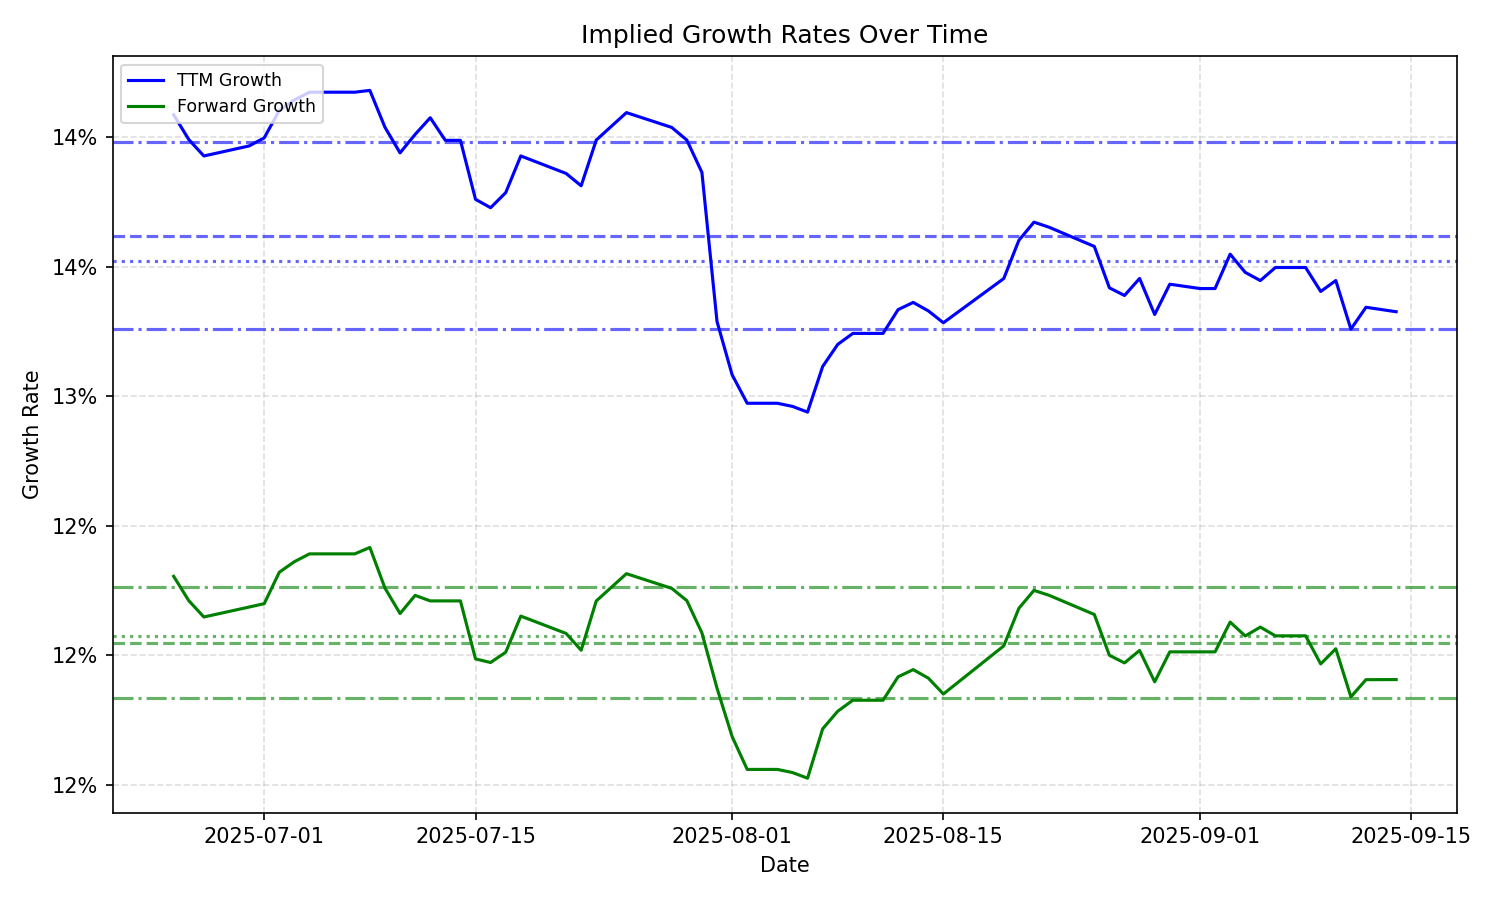 Implied Growth Rates Over Time
TTM Growth
Forward Growth
14%
14%
13%
12%
12%
12%
Growth Rate
2025-07-01
2025-07-15
2025-08-01
2025-08-15
2025-09-01
2025-09-15
Date